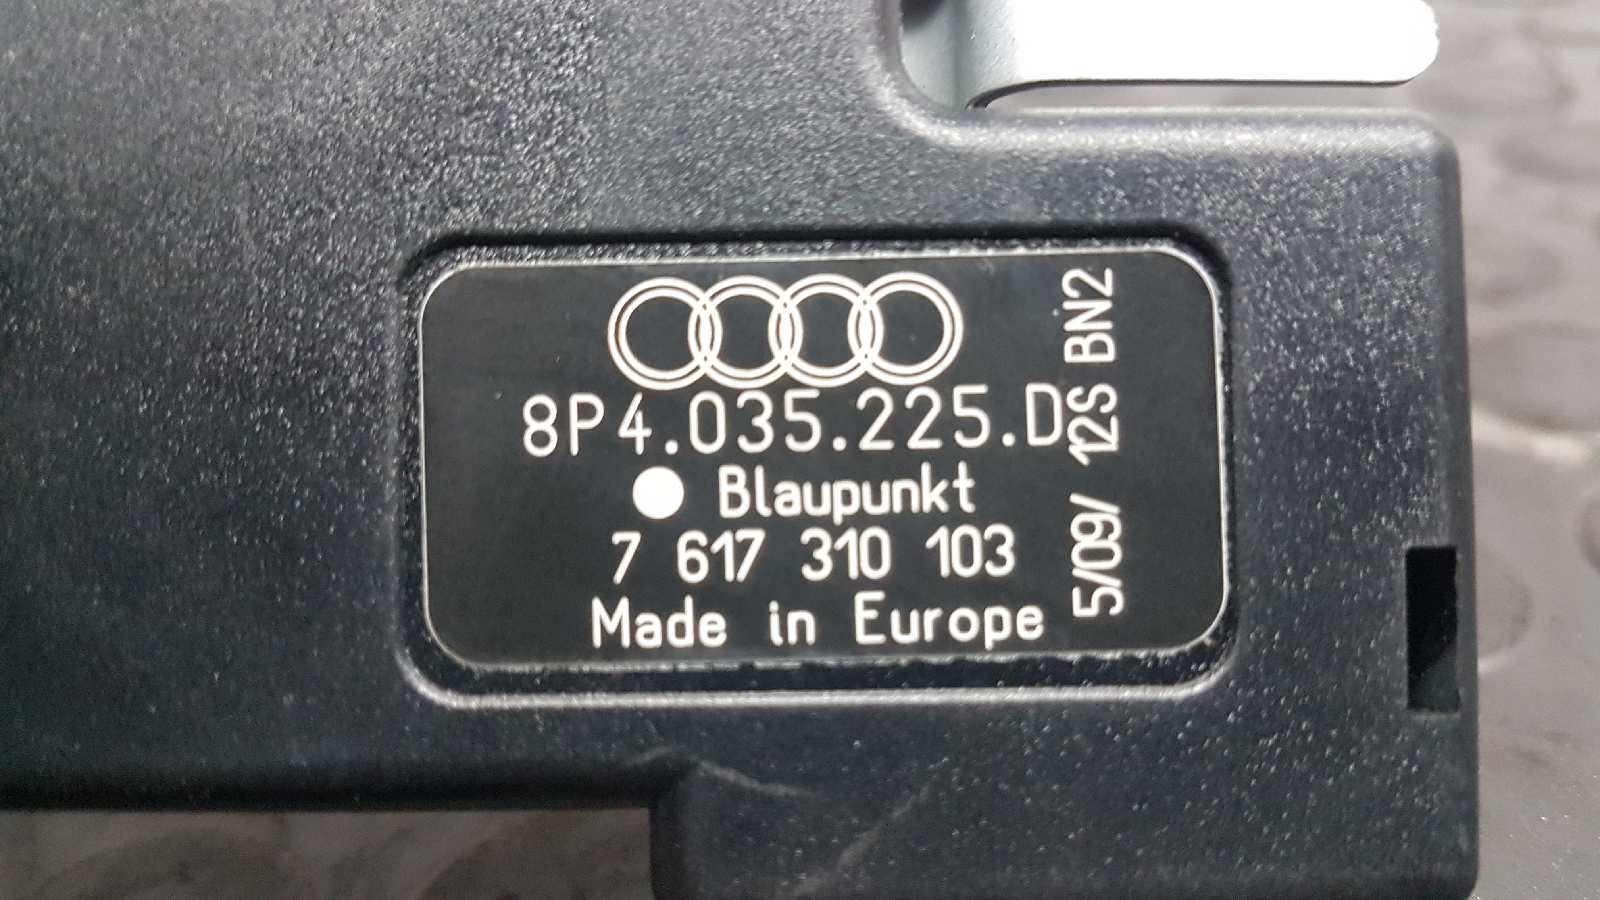 8P4.035.225.D
Blaupunkt
7 617 310 103
Made in Europe
5/09/ 12S BN2